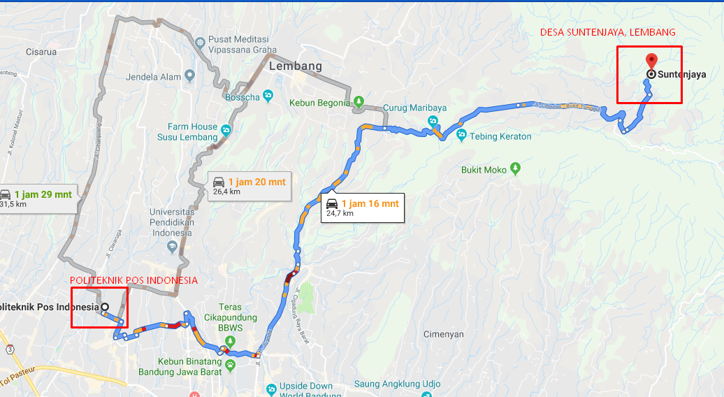 DESA SUNTENJAYA, LEMBANG
Cisarua
Pusat Meditasi
Vipassana Graha
Lembang
Suntenjaya
Jendela Alam
Bosscha
Kebun Begonia
Curug Maribaya
Farm House
Susu Lembang
Tebing Keraton
Bukit Moko
1 jam 20 mnt
26,4 km
1 jam 29 mnt
31,5 km
1 jam 16 mnt
24,7 km
Universitas
Pendidikan
Indonesia
POLITEKNIK POS INDONESIA
oliteknik Pos Indonesia
Teras
Cikapundung
BBWS
Cimenyan
Kebun Binatang
Bandung Jawa Barat
Tol Pasteur
3
Upside Down
World Bandung
Saung Angklung Udjo